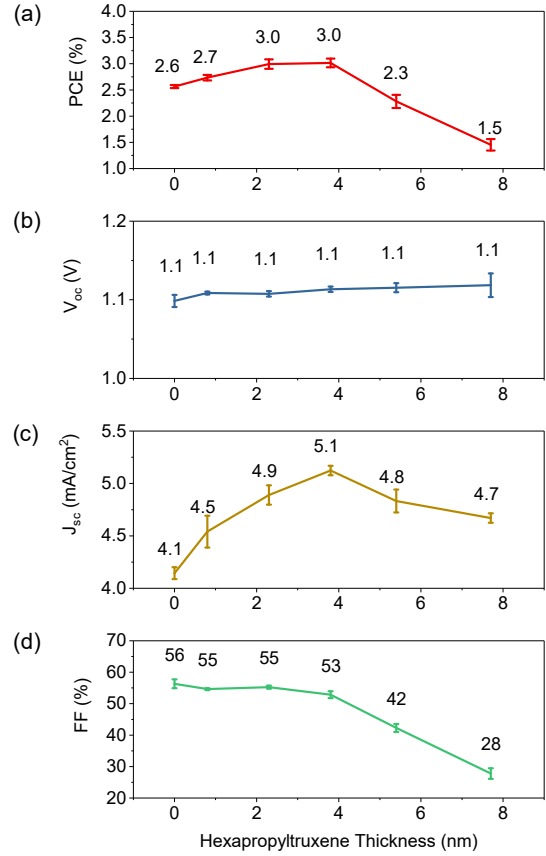 (a)
PCE (%)
4.0
3.5
3.0
2.5
2.0
1.5
1.0
2.6 2.7 3.0 3.0 2.3 1.5
0 2 4 6 8
(b)
V_oc (V)
1.2
1.1
1.0
1.1 1.1 1.1 1.1 1.1 1.1
0 2 4 6 8
(c)
J_sc (mA/cm²)
5.5
5.0
4.5
4.0
4.1 4.5 4.9 5.1 4.8 4.7
0 2 4 6 8
(d)
FF (%)
70
60
50
40
30
20
56 55 55 53 42 28
0 2 4 6 8
Hexapropyltruxene Thickness (nm)